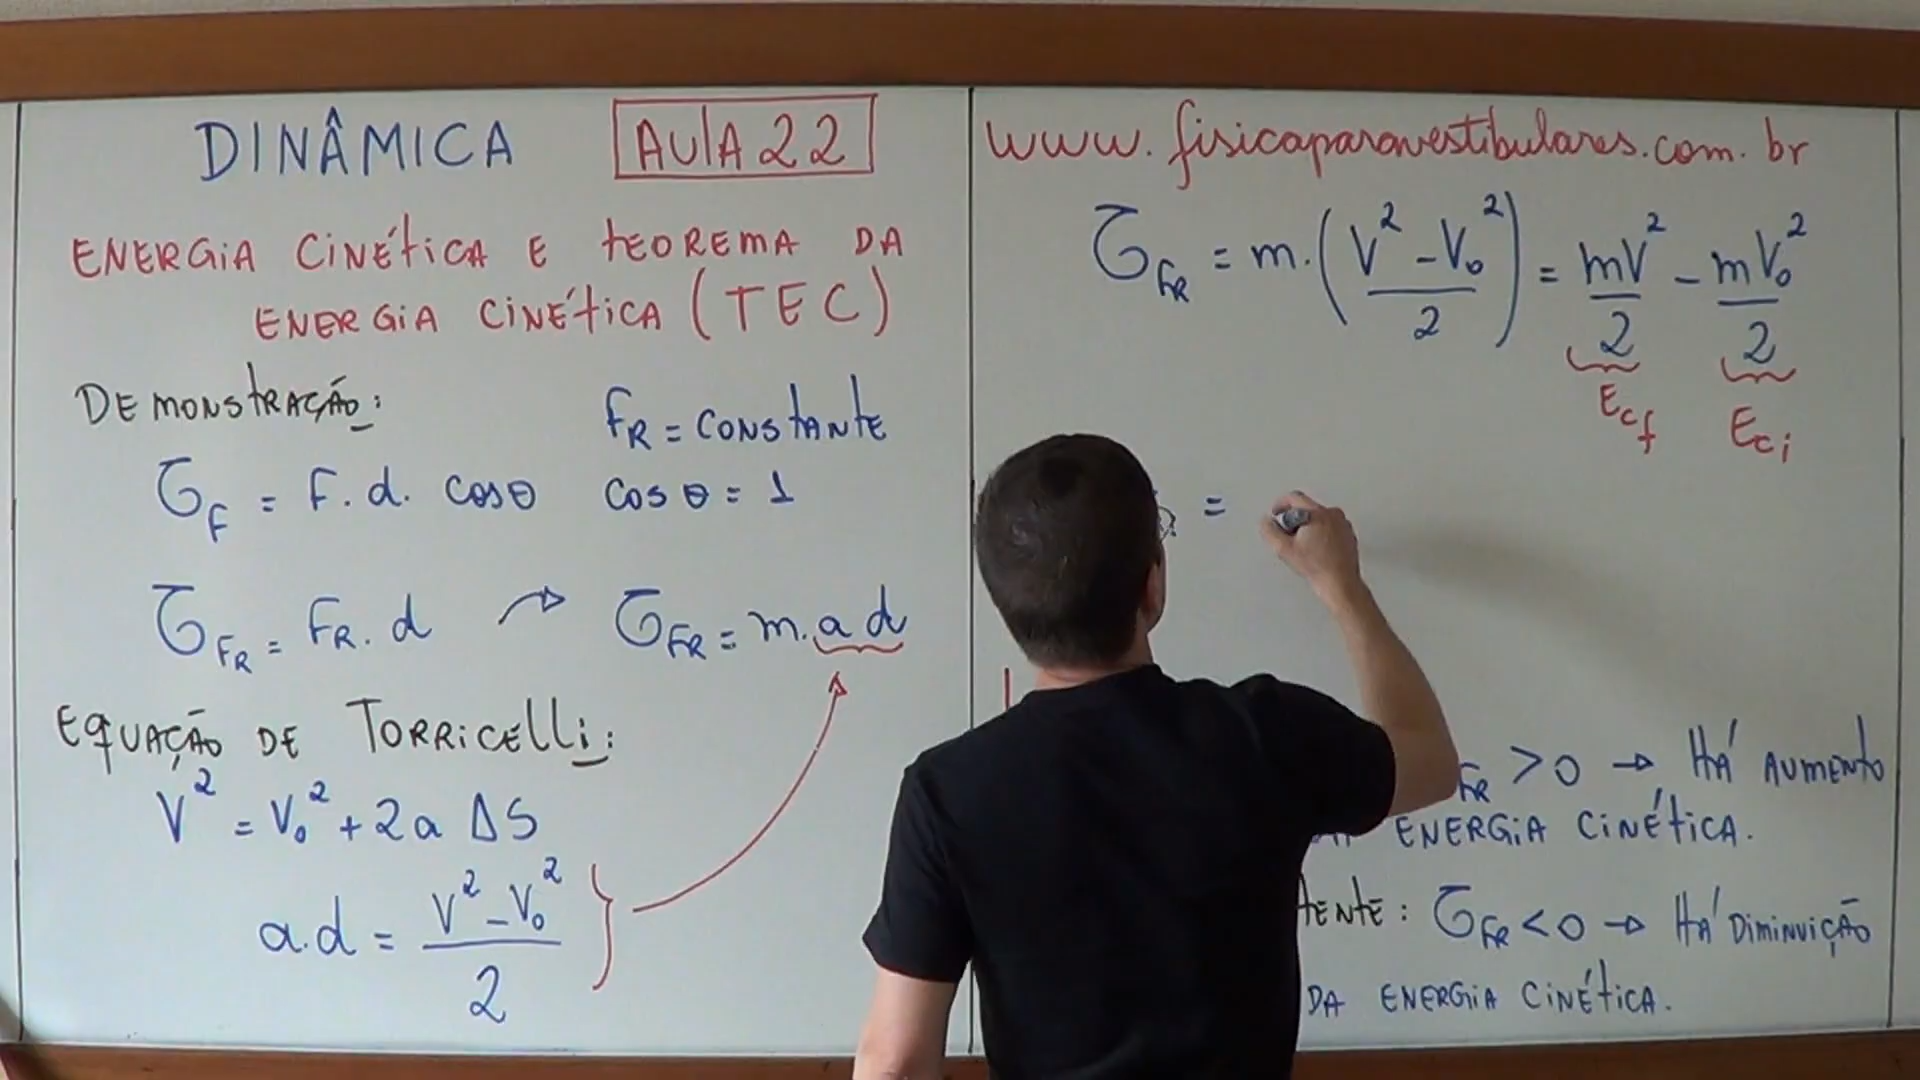 DINÂMICA AULA 22
ENERGIA CINÉTICA E TEOREMA DA
ENERGIA CINÉTICA (TEC)
DEMONSTRAÇÃO:
FR = CONSTANTE
τF = F.d. cosθ cosθ = 1
τFR = FR.d → τFR = m.a d
EQUAÇÃO DE TORRICELLI:
V² = V₀² + 2a ΔS
a.d = (V² - V₀²)/2
www.fisicaparavestibulares.com.br
τFR = m.((V² - V₀²)/2) = mV²/2 - mV₀²/2
Ecf Eci
=
FR > 0 → HÁ AUMENTO
ENERGIA CINÉTICA.
τFR < 0 → HÁ DIMINUIÇÃO
DA ENERGIA CINÉTICA.